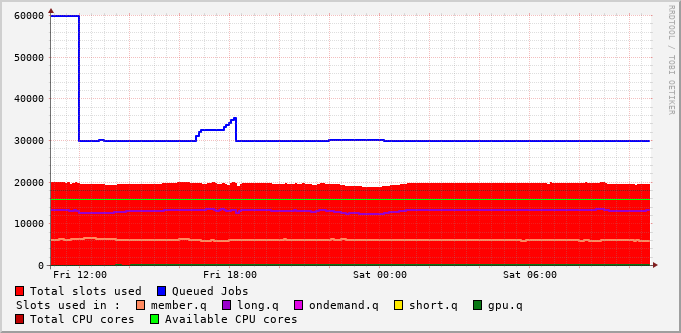 RRDTOOL / TOBI OETIKER
60000
50000
40000
30000
20000
10000
0
Fri 12:00 Fri 18:00 Sat 00:00 Sat 06:00
Total slots used Queued Jobs
Slots used in : member.q long.q ondemand.q short.q gpu.q
Total CPU cores Available CPU cores